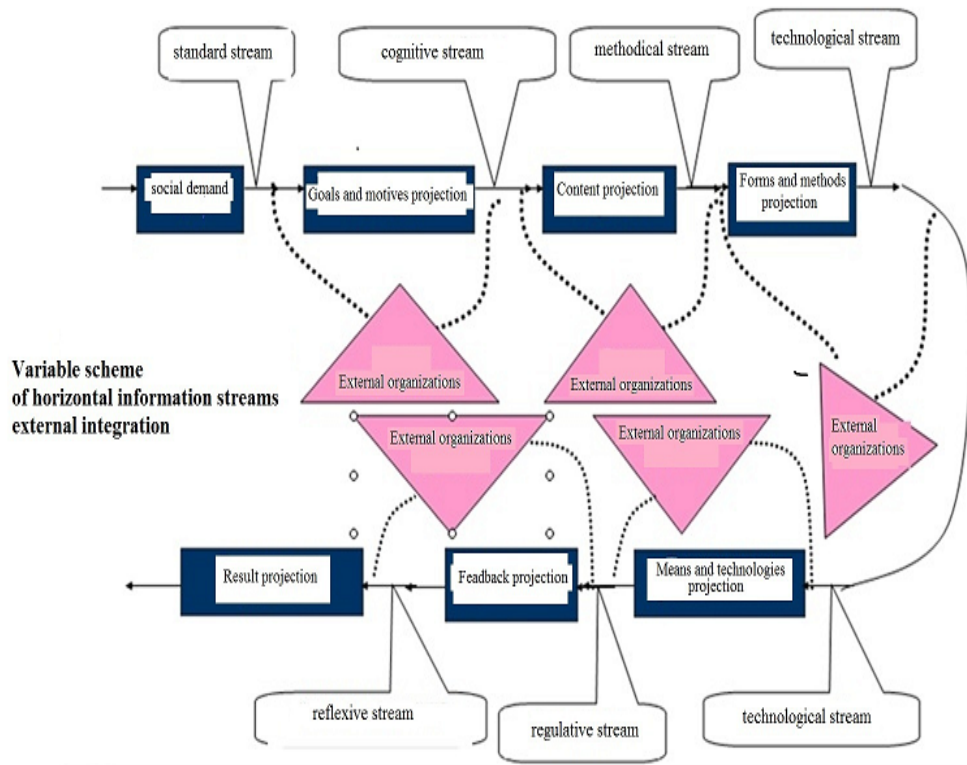 standard stream
cognitive stream
methodical stream
technological stream
social demand
Goals and motives projection
Content projection
Forms and methods
projection
Variable scheme
of horizontal information streams
external integration
External organizations
External organizations
External
organizations
External organizations
External organizations
Result projection
Feadback projection
Means and technologies
projection
reflexive stream
regulative stream
technological stream